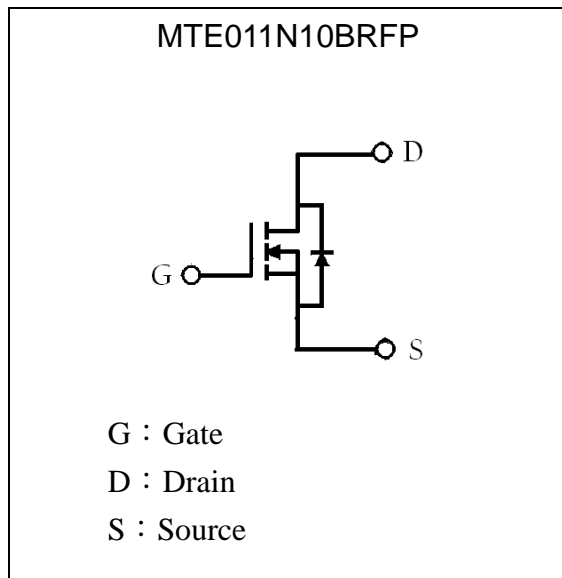 MTE011N10BRFP
D
G
S
G：Gate
D：Drain
S：Source